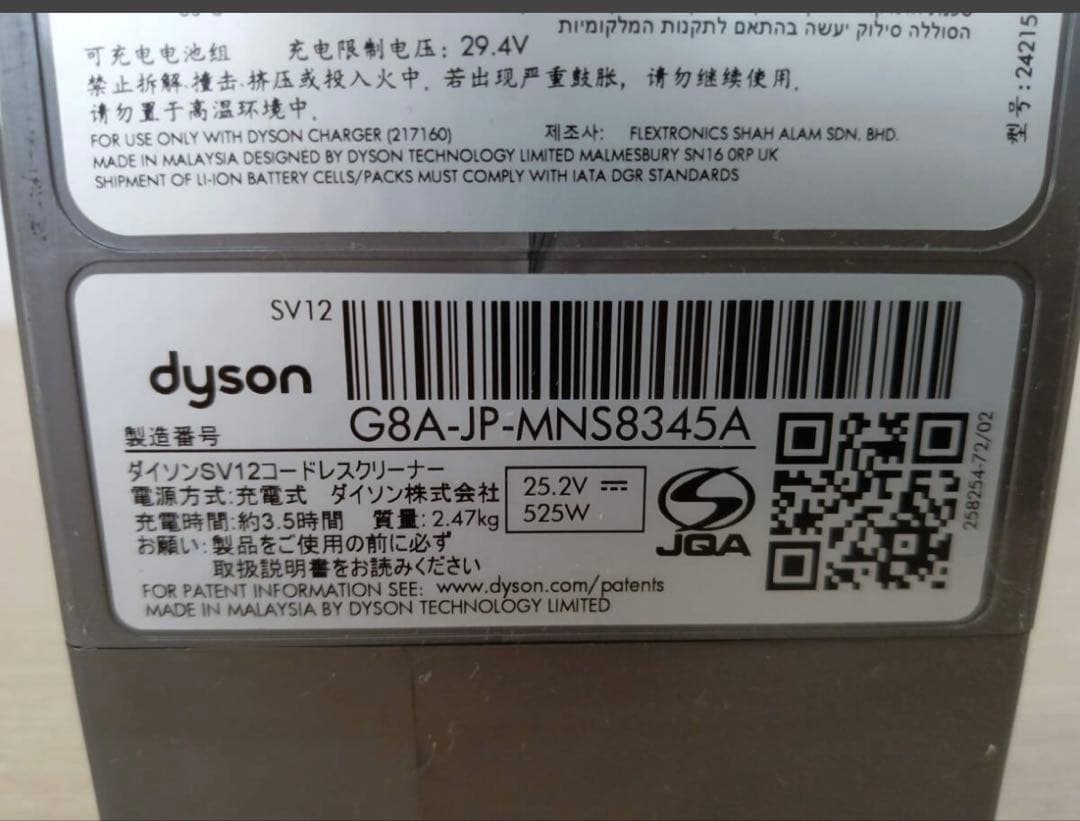 הסוללה סילוק יעשה בהתאם לתקנות המלקומיות
可充电电池组 充电限制电压: 29.4V
禁止拆解.撞击.挤压或投入火中. 若出现严重鼓胀, 请勿继续使用.
请勿置于高温环境中.
FOR USE ONLY WITH DYSON CHARGER (217160) 제조사: FLEXTRONICS SHAH ALAM SDN. BHD.
MADE IN MALAYSIA DESIGNED BY DYSON TECHNOLOGY LIMITED MALMESBURY SN16 0RP UK
SHIPMENT OF LI-ION BATTERY CELLS/PACKS MUST COMPLY WITH IATA DGR STANDARDS
型号: 24215
SV12
dyson
製造番号 G8A-JP-MNS8345A
ダイソンSV12コードレスクリーナー
電源方式:充電式 ダイソン株式会社
充電時間:約3.5時間 質量:2.47kg
お願い:製品をご使用の前に必ず
取扱説明書をお読みください
25.2V
525W
JQA
258254-72/02
FOR PATENT INFORMATION SEE: www.dyson.com/patents
MADE IN MALAYSIA BY DYSON TECHNOLOGY LIMITED